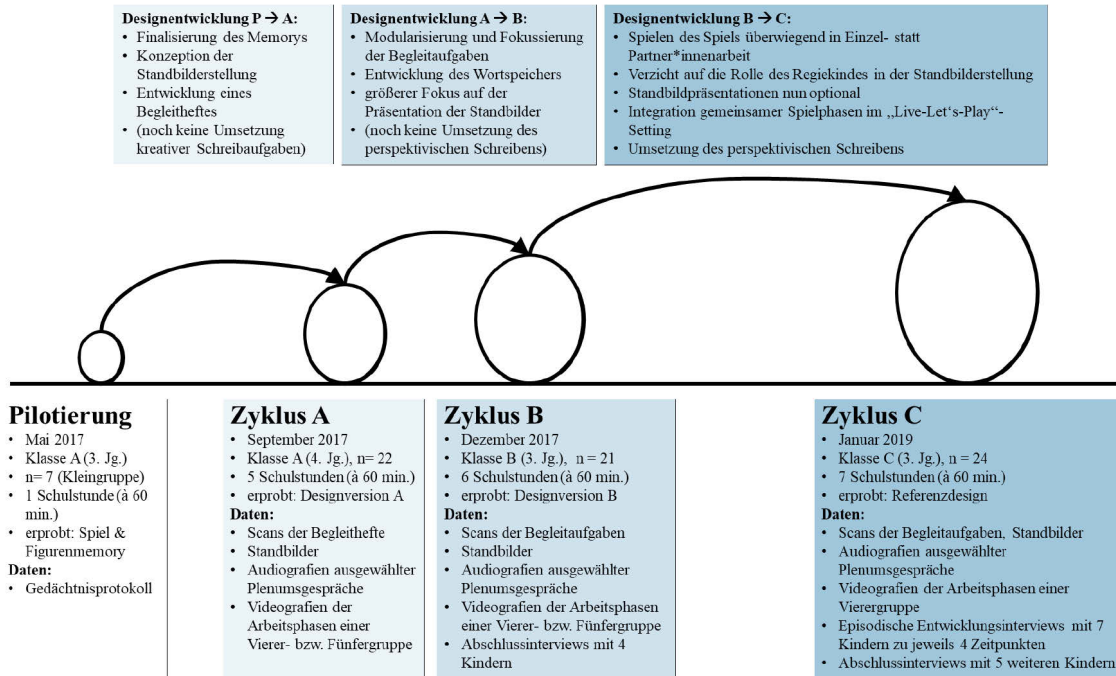 Designentwicklung P → A:
• Finalisierung des Memorys
• Konzeption der
Standbilderstellung
• Entwicklung eines
Begleitheftes
• (noch keine Umsetzung
kreativer Schreibaufgaben)
Designentwicklung A → B:
• Modularisierung und Fokussierung
der Begleitaufgaben
• Entwicklung des Wortspeichers
• größerer Fokus auf der
Präsentation der Standbilder
• (noch keine Umsetzung des
perspektivischen Schreibens)
Designentwicklung B → C:
• Spielen des Spiels überwiegend in Einzel- statt
Partner*innenarbeit
• Verzicht auf die Rolle des Regiekindes in der Standbilderstellung
• Standbildpräsentationen nun optional
• Integration gemeinsamer Spielphasen im „Live-Let‘s-Play“-
Setting
• Umsetzung des perspektivischen Schreibens
Pilotierung
• Mai 2017
• Klasse A (3. Jg.)
• n= 7 (Kleingruppe)
• 1 Schulstunde (à 60
min.)
• erprobt: Spiel &
Figurenmemory
Daten:
• Gedächtnisprotokoll
Zyklus A
• September 2017
• Klasse A (4. Jg.), n= 22
• 5 Schulstunden (à 60 min.)
• erprobt: Designversion A
Daten:
• Scans der Begleithefte
• Standbilder
• Audiografien ausgewählter
Plenumsgespräche
• Videografien der
Arbeitsphasen einer
Vierer- bzw. Fünfergruppe
Zyklus B
• Dezember 2017
• Klasse B (3. Jg.), n = 21
• 6 Schulstunden (à 60 min.)
• erprobt: Designversion B
Daten:
• Scans der Begleitaufgaben
• Standbilder
• Audiografien ausgewählter
Plenumsgespräche
• Videografien der Arbeitsphasen
einer Vierer- bzw. Fünfergruppe
• Abschlussinterviews mit 4
Kindern
Zyklus C
• Januar 2019
• Klasse C (3. Jg.), n = 24
• 7 Schulstunden (à 60 min.)
• erprobt: Referenzdesign
Daten:
• Scans der Begleitaufgaben, Standbilder
• Audiografien ausgewählter
Plenumsgespräche
• Videografien der Arbeitsphasen einer
Vierergruppe
• Episodische Entwicklungsinterviews mit 7
Kindern zu jeweils 4 Zeitpunkten
• Abschlussinterviews mit 5 weiteren Kindern